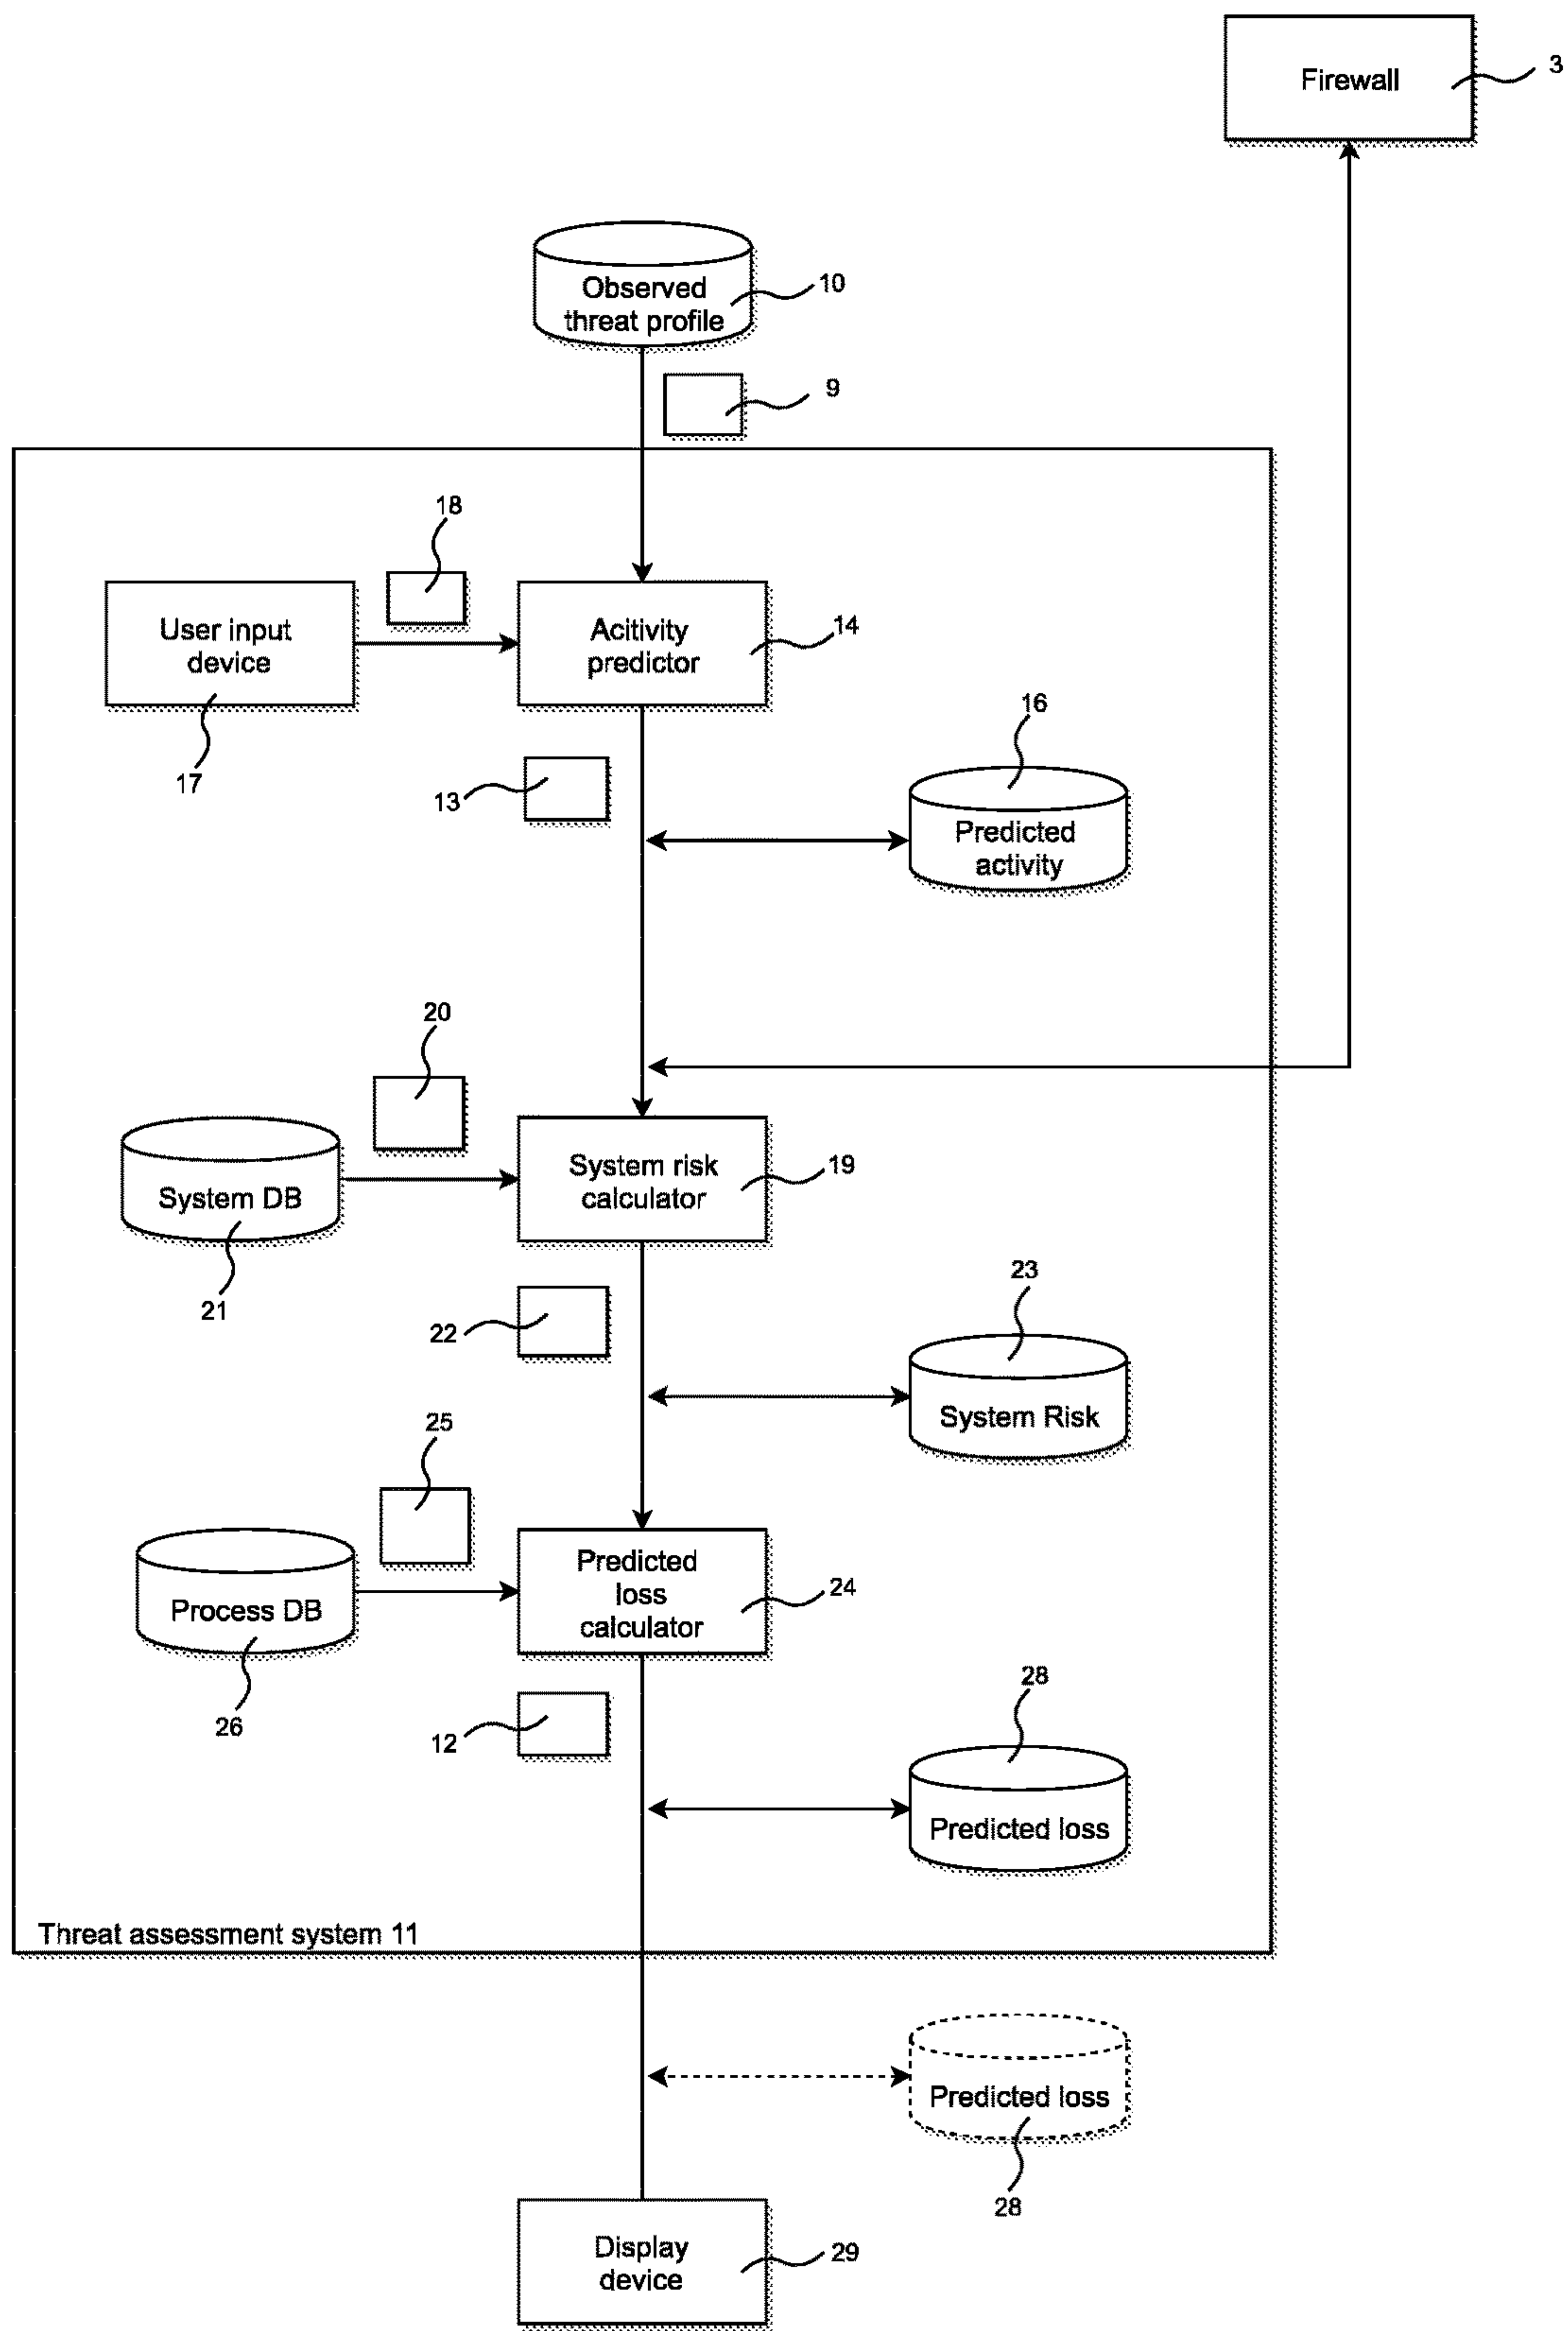 Firewall
3
Observed
threat profile
10
9
18
User input
device
Acitivity
predictor
14
17
13
16
Predicted
activity
20
System DB
System risk
calculator
19
21
22
23
System Risk
25
Process DB
Predicted
loss
calculator
24
26
12
28
Predicted loss
Threat assessment system 11
Predicted loss
28
Display
device
29